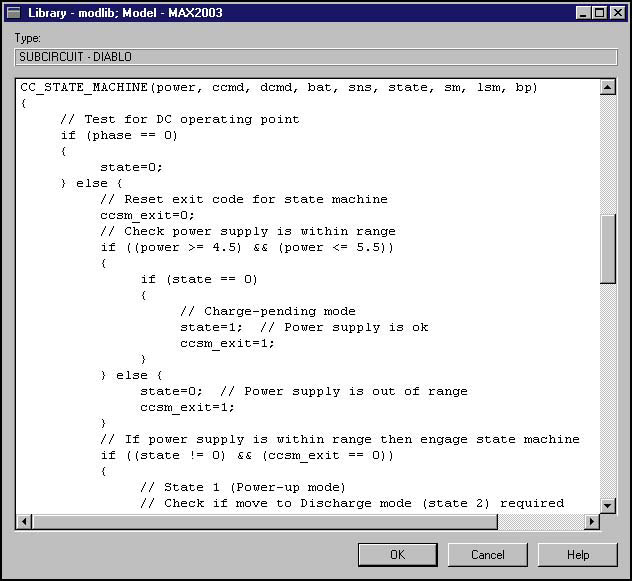 Library - modlib; Model - MAX2003
Type:
SUBCIRCUIT - DIABLO
CC_STATE_MACHINE(power, ccmd, dcmd, bat, sns, state, sm, lsm, bp)
{
// Test for DC operating point
if (phase == 0)
{
state=0;
} else {
// Reset exit code for state machine
ccsm_exit=0;
// Check power supply is within range
if ((power >= 4.5) && (power <= 5.5))
{
if (state == 0)
{
// Charge-pending mode
state=1;  // Power supply is ok
ccsm_exit=1;
}
} else {
state=0;  // Power supply is out of range
ccsm_exit=1;
}
// If power supply is within range then engage state machine
if ((state != 0) && (ccsm_exit == 0))
{
// State 1 (Power-up mode)
// Check if move to Discharge mode (state 2) required
OK Cancel Help